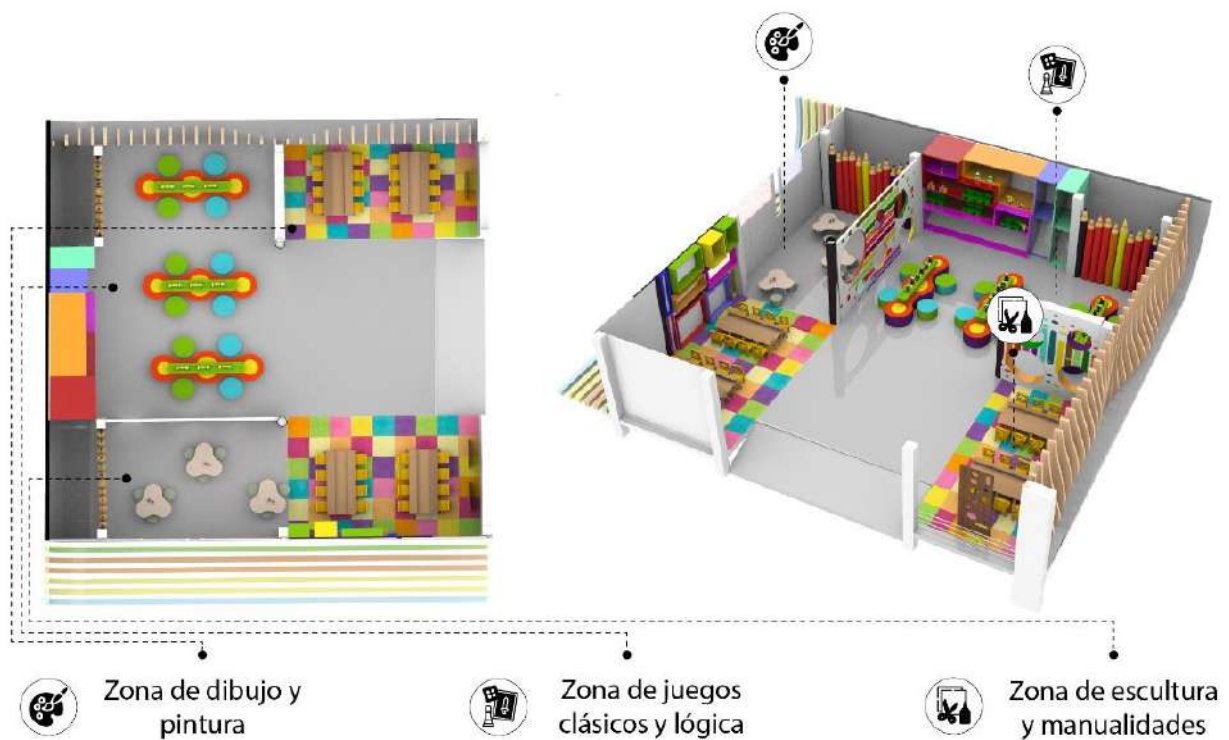 Zona de dibujo y
pintura
Zona de juegos
clásicos y lógica
Zona de escultura
y manualidades